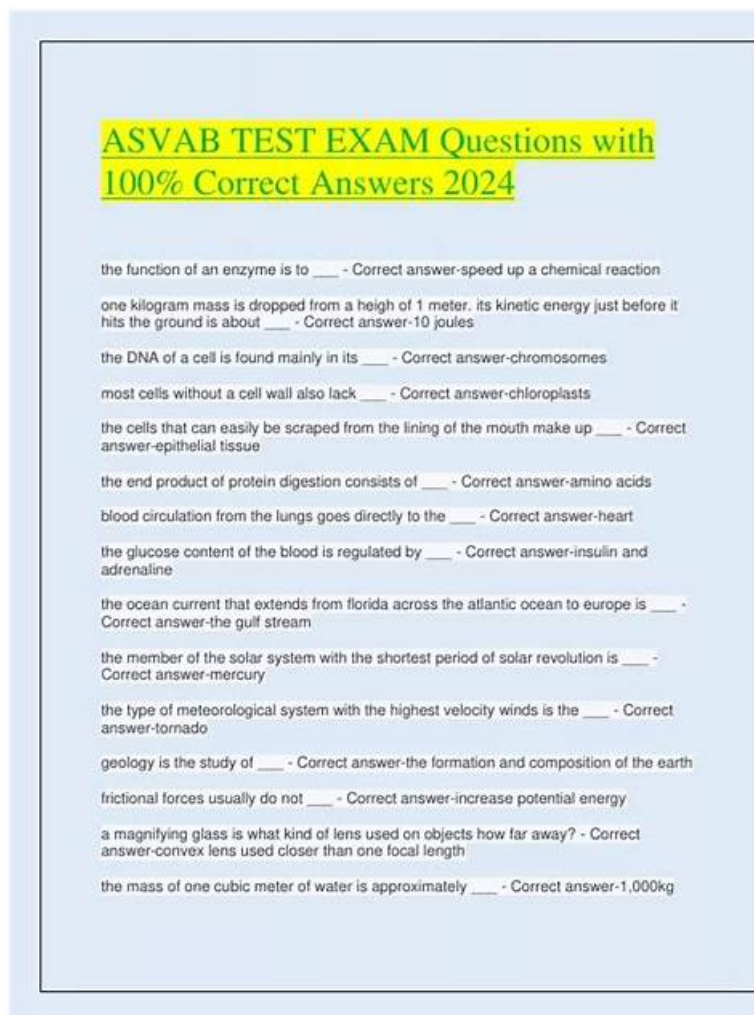 ASVAB TEST EXAM Questions with
100% Correct Answers 2024
the function of an enzyme is to ___ - Correct answer-speed up a chemical reaction
one kilogram mass is dropped from a heigh of 1 meter. its kinetic energy just before it
hits the ground is about ___ - Correct answer-10 joules
the DNA of a cell is found mainly in its ___ - Correct answer-chromosomes
most cells without a cell wall also lack ___ - Correct answer-chloroplasts
the cells that can easily be scraped from the lining of the mouth make up ___ - Correct
answer-epithelial tissue
the end product of protein digestion consists of ___ - Correct answer-amino acids
blood circulation from the lungs goes directly to the ___ - Correct answer-heart
the glucose content of the blood is regulated by ___ - Correct answer-insulin and
adrenaline
the ocean current that extends from florida across the atlantic ocean to europe is ___ -
Correct answer-the gulf stream
the member of the solar system with the shortest period of solar revolution is ___ -
Correct answer-mercury
the type of meteorological system with the highest velocity winds is the ___ - Correct
answer-tornado
geology is the study of ___ - Correct answer-the formation and composition of the earth
frictional forces usually do not ___ - Correct answer-increase potential energy
a magnifying glass is what kind of lens used on objects how far away? - Correct
answer-convex lens used closer than one focal length
the mass of one cubic meter of water is approximately ___ - Correct answer-1,000kg